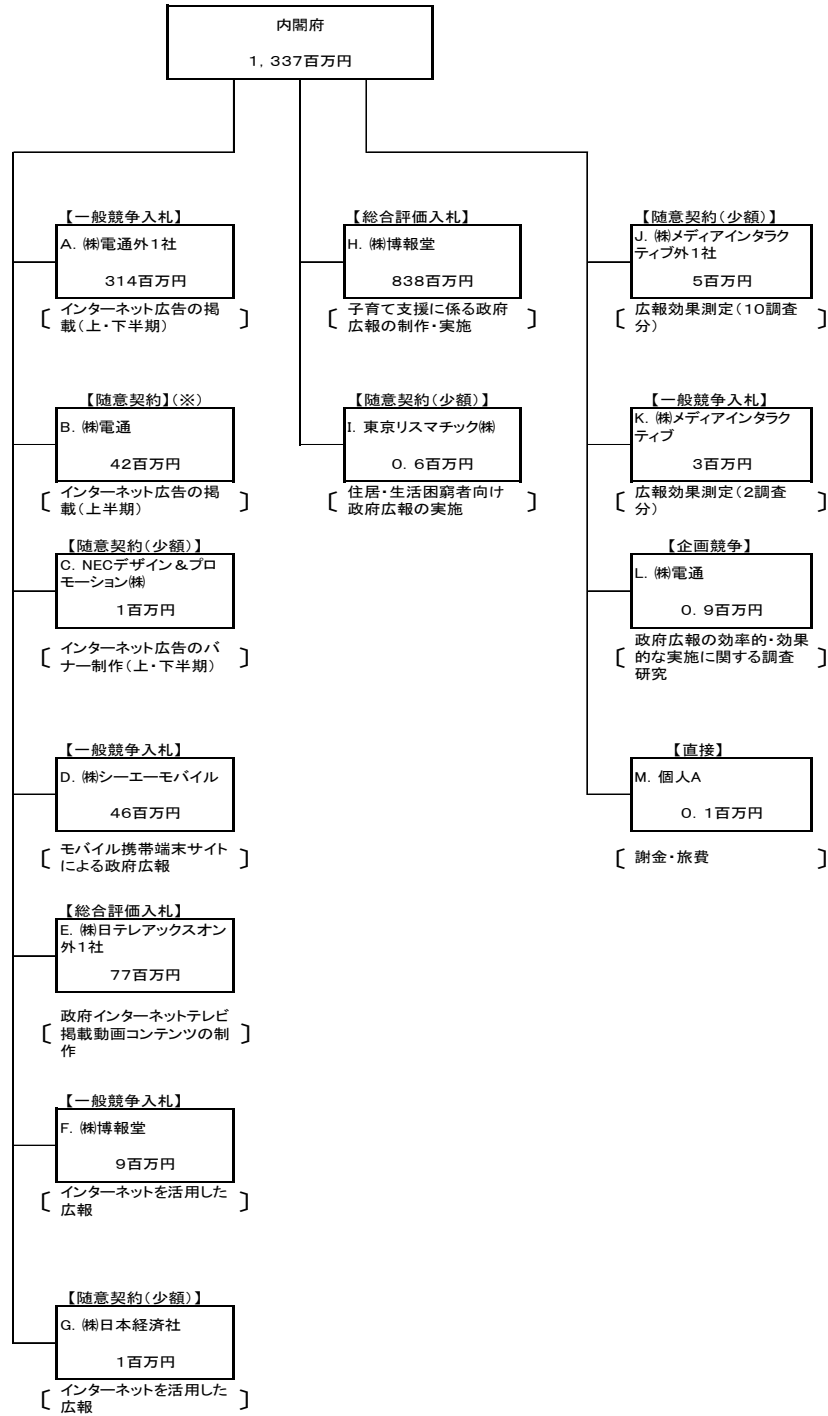 内閣府
1，337百万円
【一般競争入札】
A．㈱電通外1社
314百万円
〔 インターネット広告の掲
載（上・下半期） 〕
【随意契約】（※）
B．㈱電通
42百万円
〔 インターネット広告の掲
載（上半期） 〕
【随意契約（少額）】
C．NECデザイン＆プロ
モーション㈱
1百万円
〔 インターネット広告のバ
ナー制作（上・下半期） 〕
【一般競争入札】
D．㈱シーエーモバイル
46百万円
〔 モバイル携帯端末サイト
による政府広報 〕
【総合評価入札】
E．㈱日テレアックスオン
外1社
77百万円
〔 政府インターネットテレビ
掲載動画コンテンツの制
作 〕
【一般競争入札】
F．㈱博報堂
9百万円
〔 インターネットを活用した
広報 〕
【随意契約（少額）】
G．㈱日本経済社
1百万円
〔 インターネットを活用した
広報 〕
【総合評価入札】
H．㈱博報堂
838百万円
〔 子育て支援に係る政府
広報の制作・実施 〕
【随意契約（少額）】
I．東京リスマチック㈱
0．6百万円
〔 住居・生活困窮者向け
政府広報の実施 〕
【随意契約（少額）】
J．㈱メディアインタラク
ティブ外1社
5百万円
〔 広報効果測定（10調査
分） 〕
【一般競争入札】
K．㈱メディアインタラク
ティブ
3百万円
〔 広報効果測定（2調査
分） 〕
【企画競争】
L．㈱電通
0．9百万円
〔 政府広報の効率的・効果
的な実施に関する調査
研究 〕
【直接】
M．個人A
0．1百万円
〔 謝金・旅費 〕